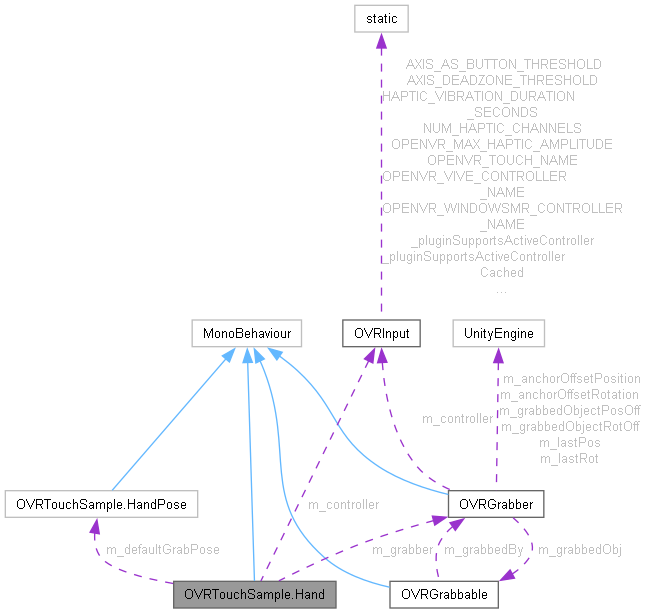 static
AXIS_AS_BUTTON_THRESHOLD
AXIS_DEADZONE_THRESHOLD
HAPTIC_VIBRATION_DURATION
_SECONDS
NUM_HAPTIC_CHANNELS
OPENVR_MAX_HAPTIC_AMPLITUDE
OPENVR_TOUCH_NAME
OPENVR_VIVE_CONTROLLER
_NAME
OPENVR_WINDOWSMR_CONTROLLER
_NAME
_pluginSupportsActiveController
_pluginSupportsActiveController
Cached
...
MonoBehaviour
OVRInput
UnityEngine
m_anchorOffsetPosition
m_anchorOffsetRotation
m_grabbedObjectPosOff
m_grabbedObjectRotOff
m_lastPos
m_lastRot
m_controller
OVRTouchSample.HandPose
m_controller
OVRGrabber
m_defaultGrabPose
m_grabber
m_grabbedBy
m_grabbedObj
OVRTouchSample.Hand
OVRGrabbable